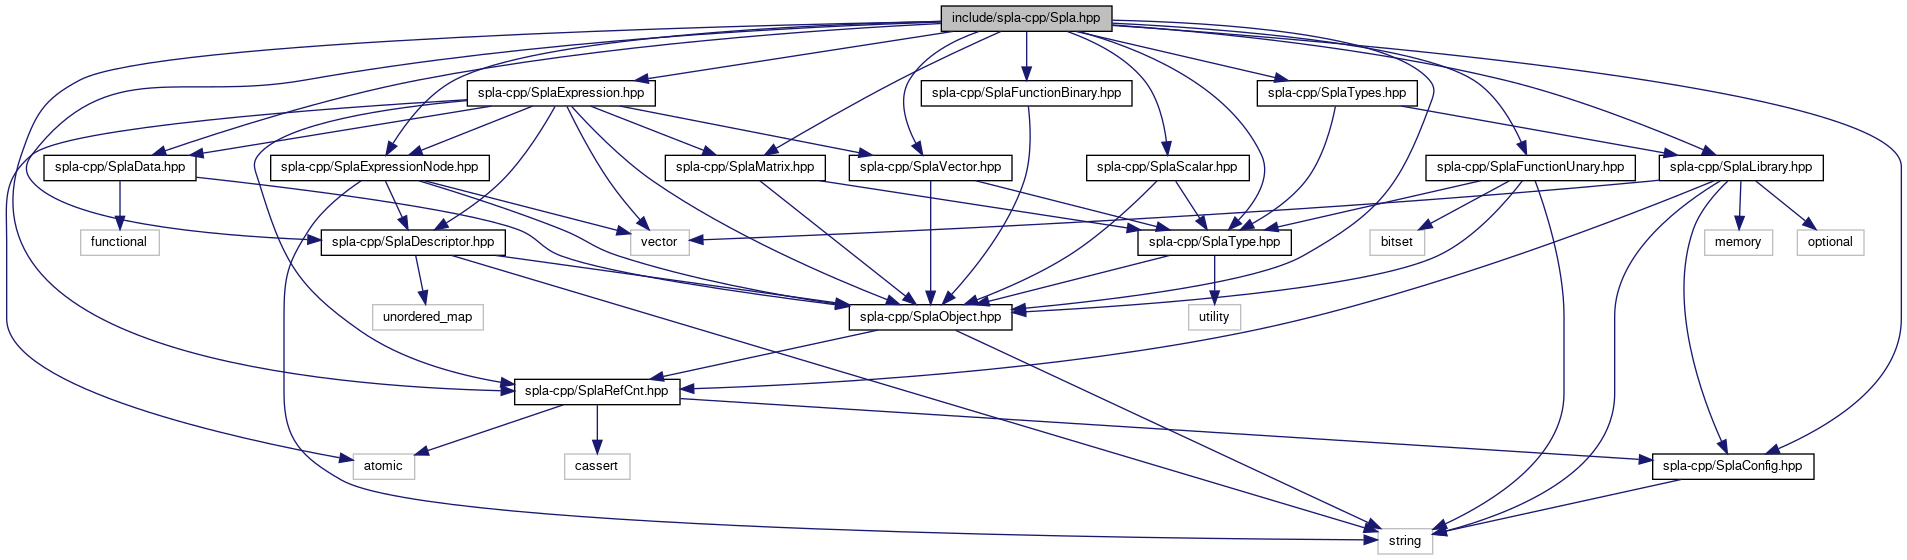 include/spla-cpp/Spla.hpp
spla-cpp/SplaExpression.hpp
spla-cpp/SplaFunctionBinary.hpp
spla-cpp/SplaTypes.hpp
spla-cpp/SplaData.hpp
spla-cpp/SplaExpressionNode.hpp
spla-cpp/SplaMatrix.hpp
spla-cpp/SplaVector.hpp
spla-cpp/SplaScalar.hpp
spla-cpp/SplaFunctionUnary.hpp
spla-cpp/SplaLibrary.hpp
functional
spla-cpp/SplaDescriptor.hpp
vector
spla-cpp/SplaType.hpp
bitset
memory
optional
unordered_map
spla-cpp/SplaObject.hpp
utility
spla-cpp/SplaRefCnt.hpp
atomic
cassert
spla-cpp/SplaConfig.hpp
string